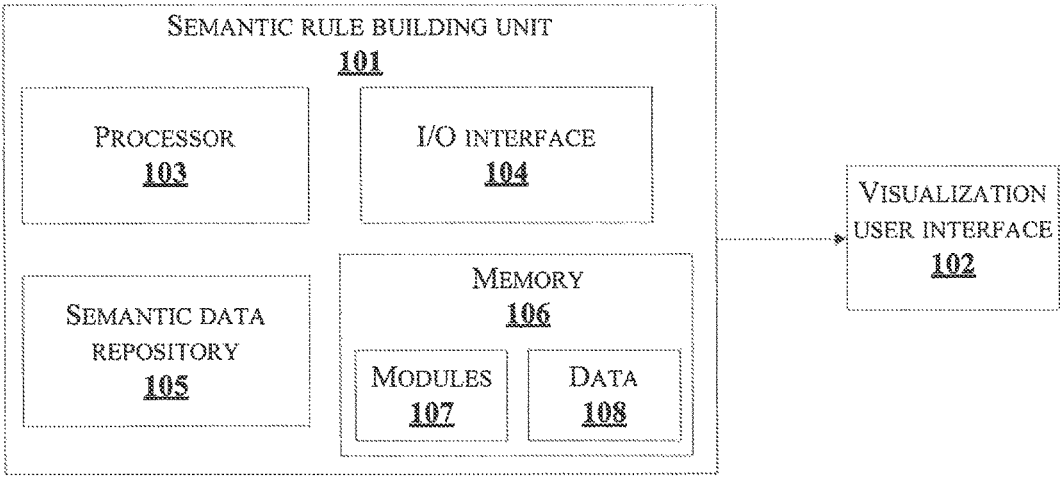 SEMANTIC RULE BUILDING UNIT
101
PROCESSOR
103
I/O INTERFACE
104
SEMANTIC DATA
REPOSITORY
105
MEMORY
106
MODULES
107
DATA
108
VISUALIZATION
USER INTERFACE
102